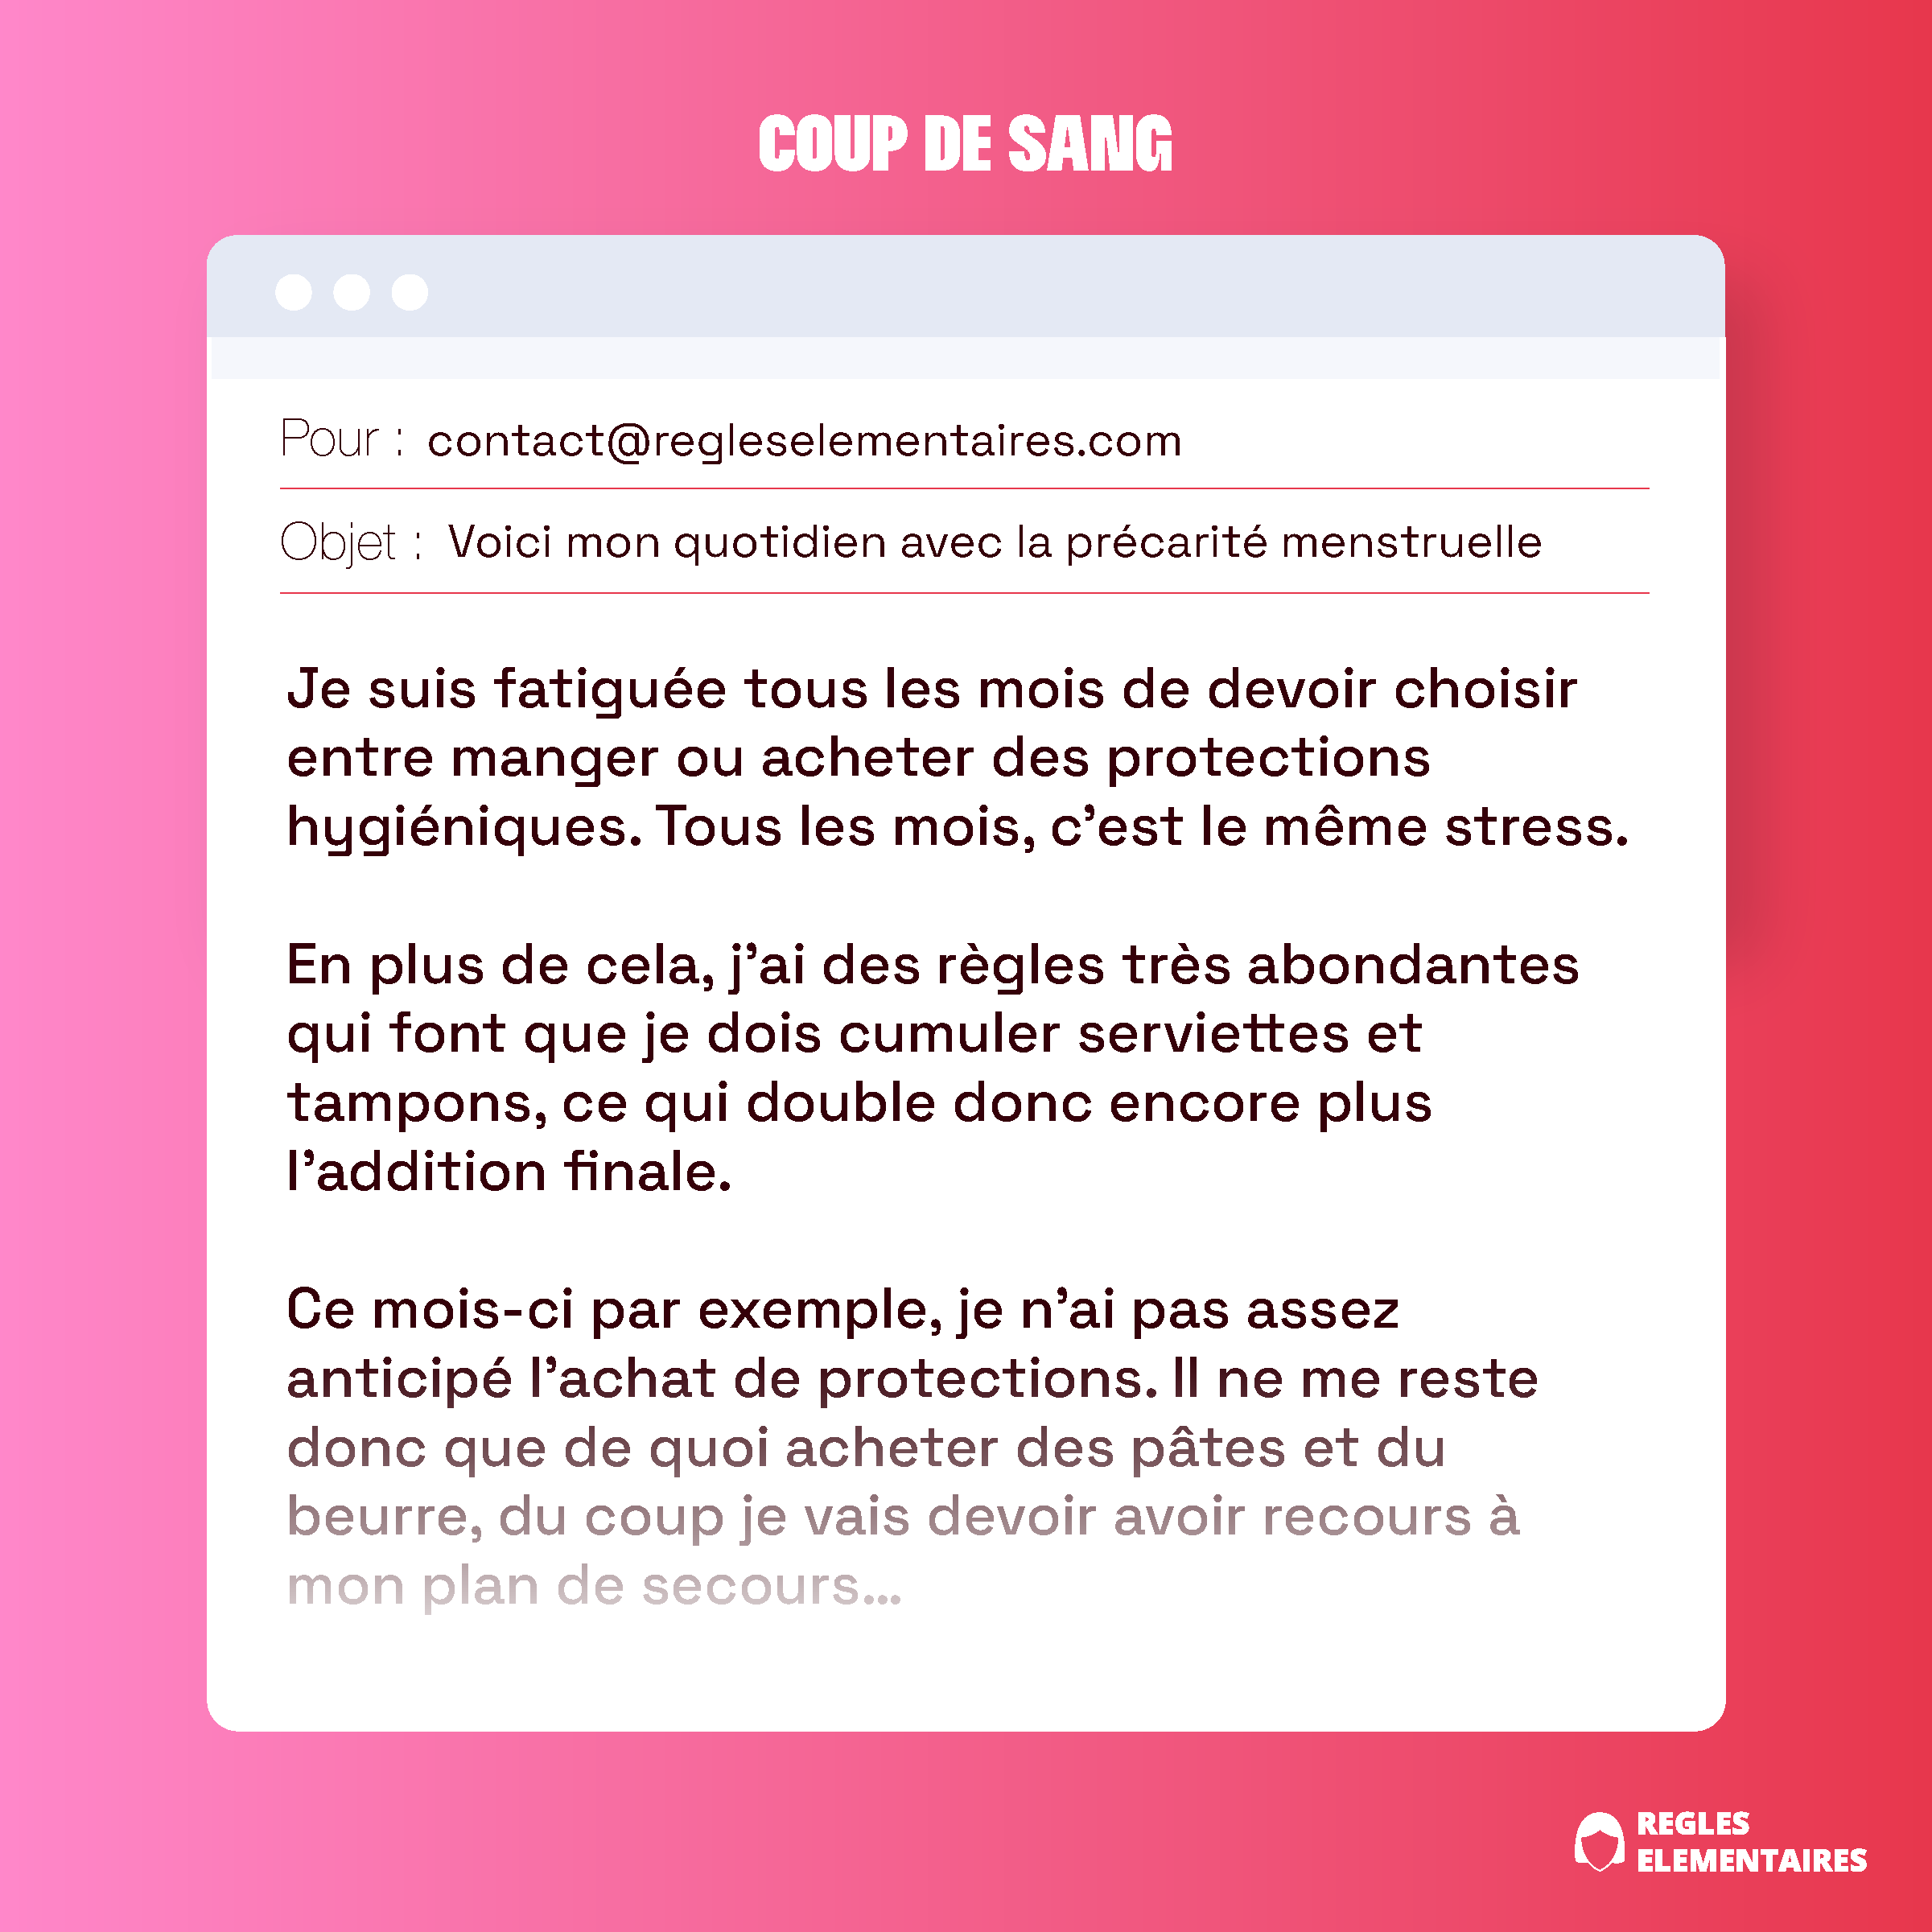 COUP DE SANG
Pour : contact@regleselementaires.com
Objet : Voici mon quotidien avec la précarité menstruelle
Je suis fatiguée tous les mois de devoir choisir
entre manger ou acheter des protections
hygiéniques. Tous les mois, c’est le même stress.
En plus de cela, j’ai des règles très abondantes
qui font que je dois cumuler serviettes et
tampons, ce qui double donc encore plus
l’addition finale.
Ce mois-ci par exemple, je n’ai pas assez
anticipé l’achat de protections. Il ne me reste
donc que de quoi acheter des pâtes et du
beurre, du coup je vais devoir avoir recours à
mon plan de secours...
REGLES
ELEMENTAIRES